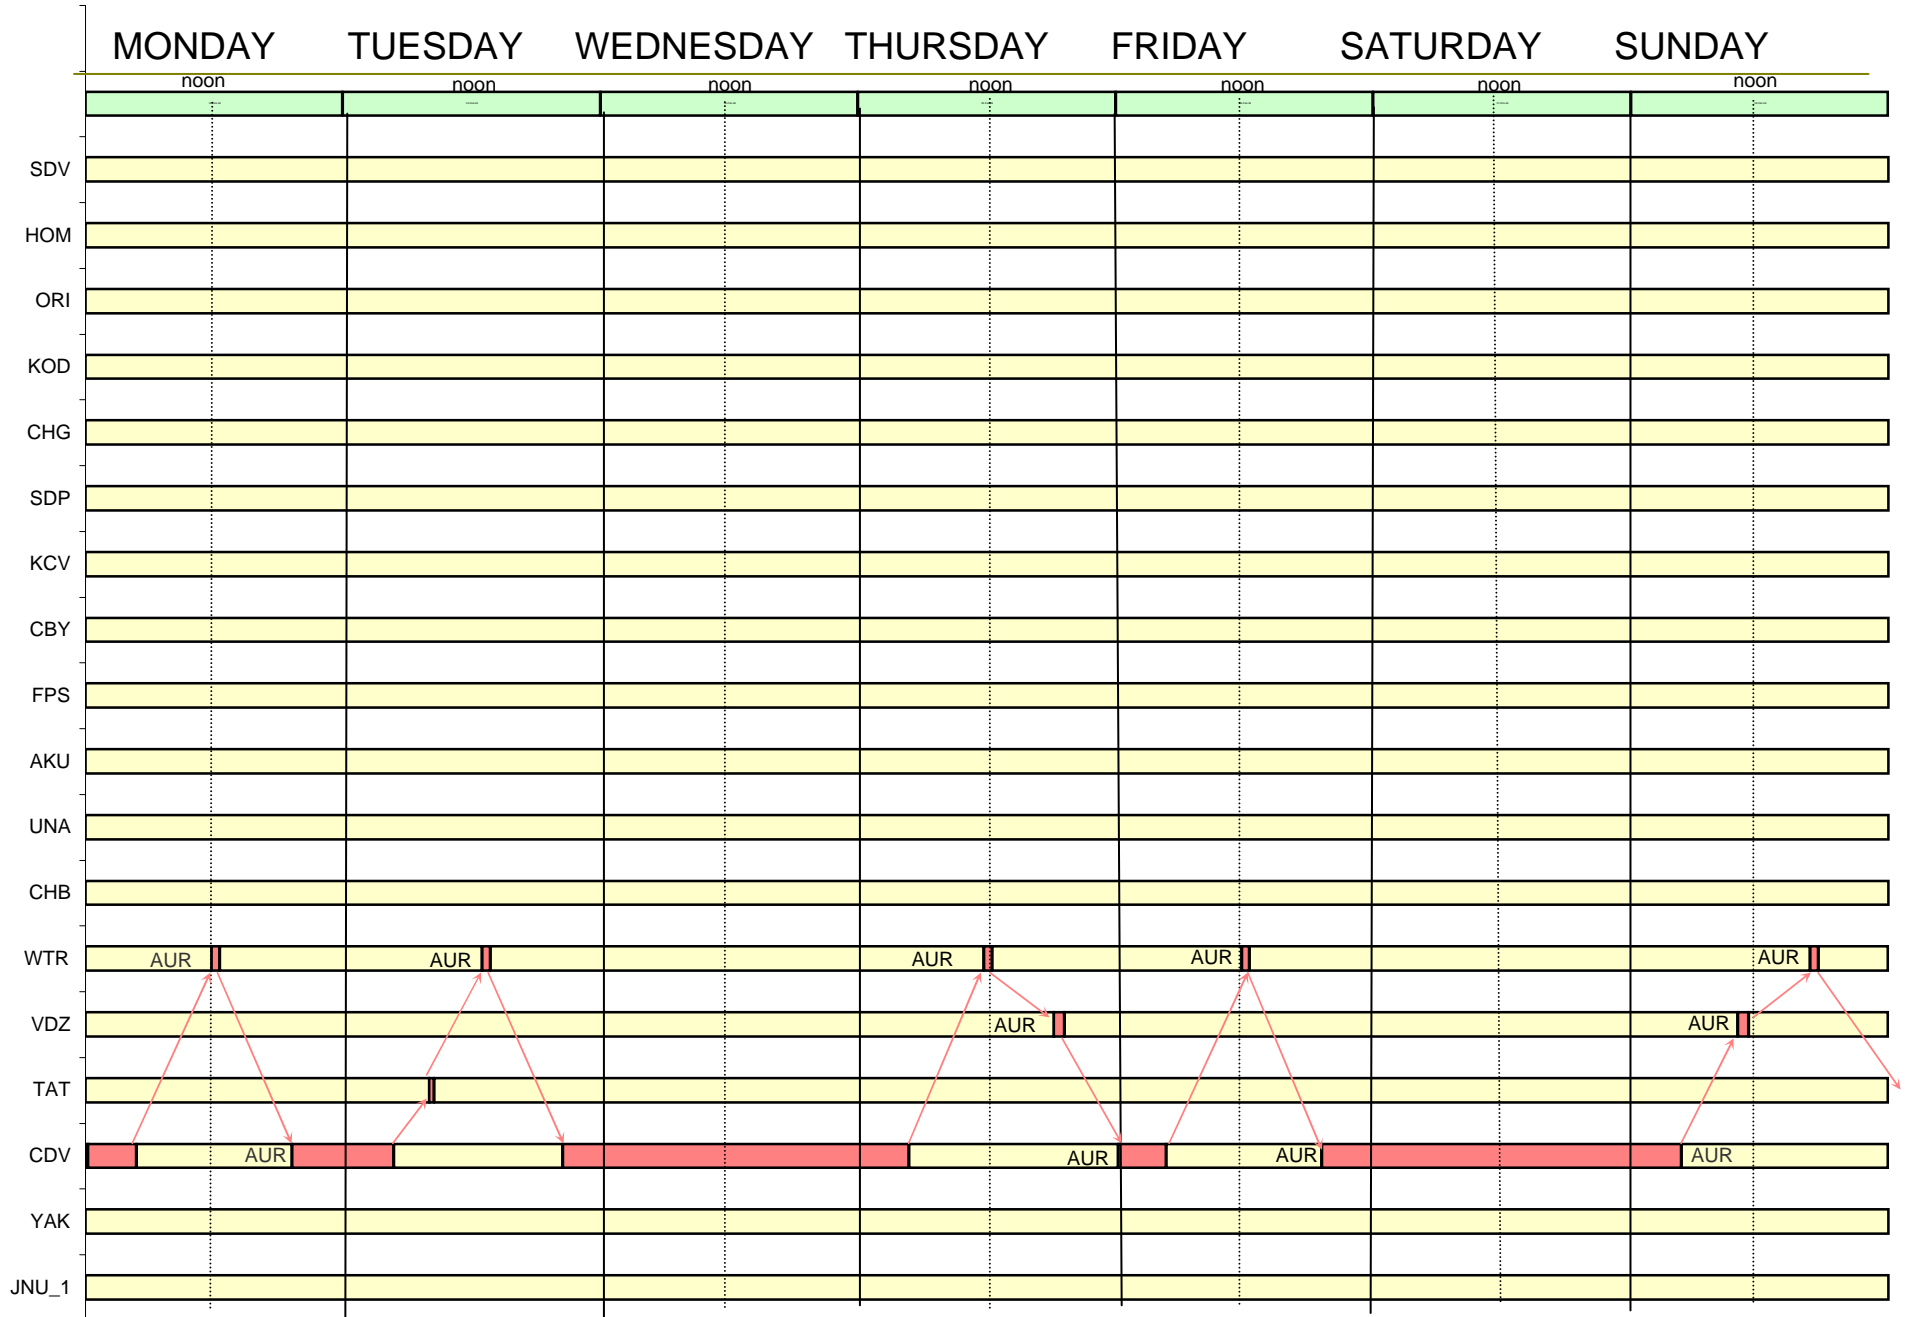 MONDAY TUESDAY WEDNESDAY THURSDAY FRIDAY SATURDAY SUNDAY
noon noon noon noon noon noon noon
SDV
HOM
ORI
KOD
CHG
SDP
KCV
CBY
FPS
AKU
UNA
CHB
WTR AUR AUR AUR AUR AUR
VDZ AUR AUR
TAT
CDV AUR AUR AUR AUR
YAK
JNU_1